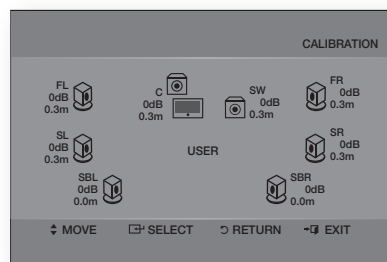 CALIBRATION
FL
0dB
0.3m
C
0dB
0.3m
SW
0dB
0.3m
FR
0dB
0.3m
SL
0dB
0.3m
USER
SR
0dB
0.3m
SBL
0dB
0.0m
SBR
0dB
0.0m
MOVE SELECT RETURN EXIT